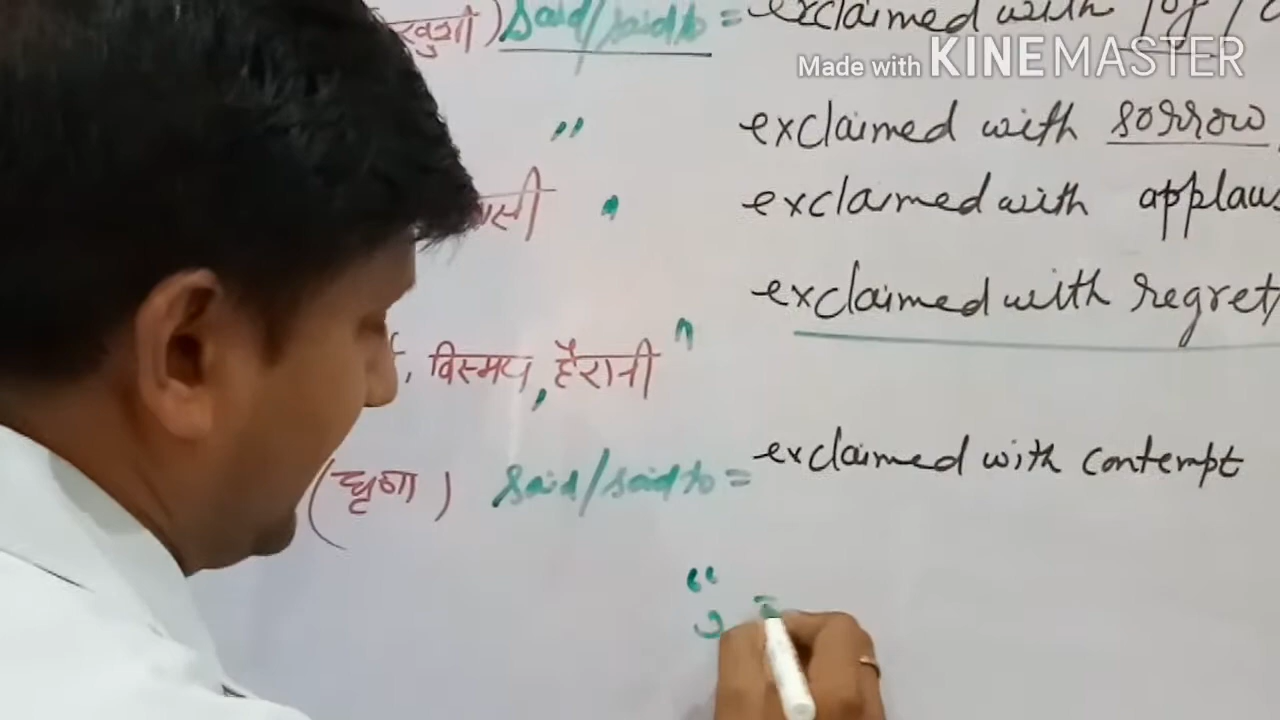 खुशी) said/said to = exclaimed with joy /
Made with KINEMASTER
" exclaimed with sorrow
exclaimed with applaus
exclaimed with regret/
, विस्मय, हैरानी "
(घृणा) said/said to = exclaimed with contempt
“